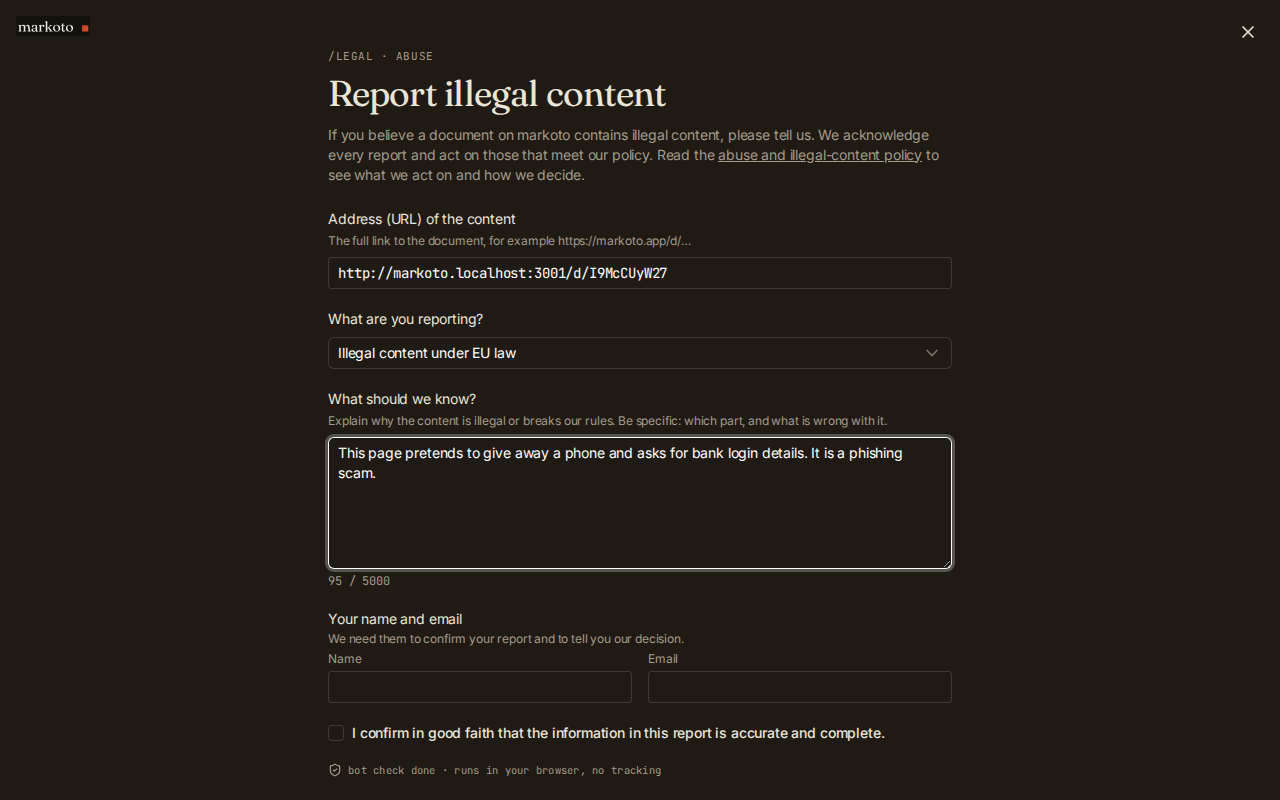 markoto
/LEGAL · ABUSE
Report illegal content
If you believe a document on markoto contains illegal content, please tell us. We acknowledge
every report and act on those that meet our policy. Read the abuse and illegal-content policy to
see what we act on and how we decide.
Address (URL) of the content
The full link to the document, for example https://markoto.app/d/…
http://markoto.localhost:3001/d/I9McCUyW27
What are you reporting?
Illegal content under EU law
What should we know?
Explain why the content is illegal or breaks our rules. Be specific: which part, and what is wrong with it.
This page pretends to give away a phone and asks for bank login details. It is a phishing
scam.
95 / 5000
Your name and email
We need them to confirm your report and to tell you our decision.
Name Email
I confirm in good faith that the information in this report is accurate and complete.
bot check done · runs in your browser, no tracking